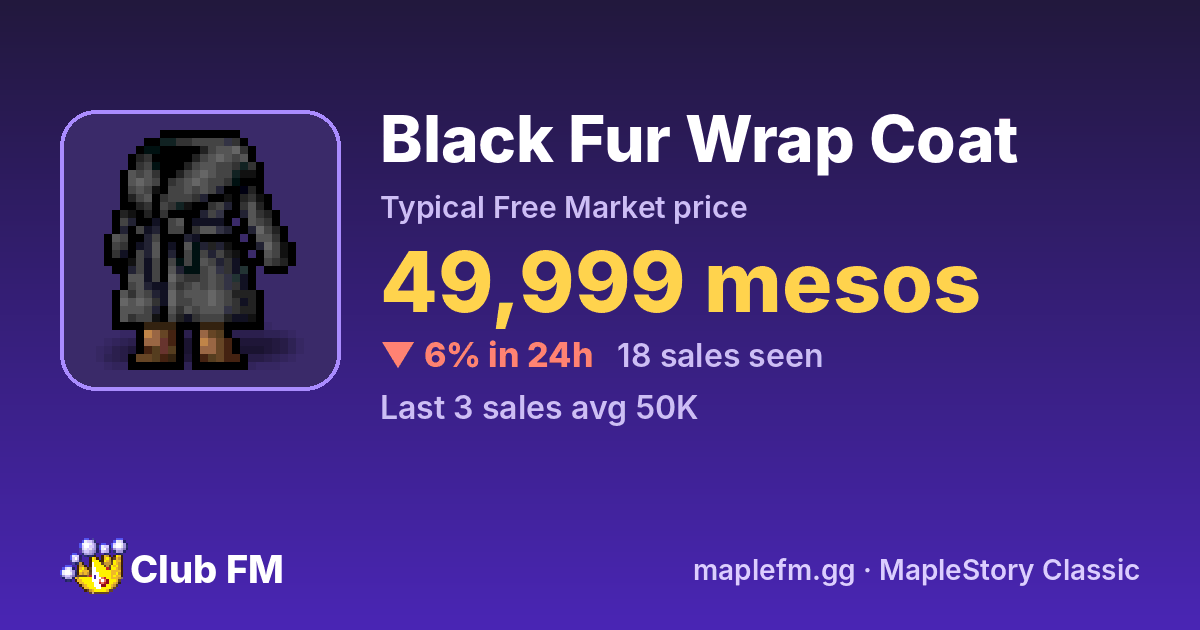 Black Fur Wrap Coat
Typical Free Market price
49,999 mesos
▼ 6% in 24h 18 sales seen
Last 3 sales avg 50K
Club FM
maplefm.gg · MapleStory Classic